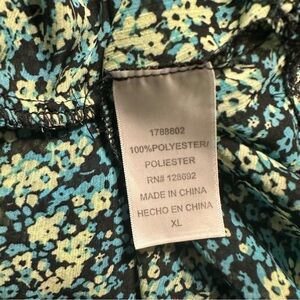 1788802
100%POLYESTER/
POLIESTER
RN# 128692
MADE IN CHINA
HECHO EN CHINA
XL